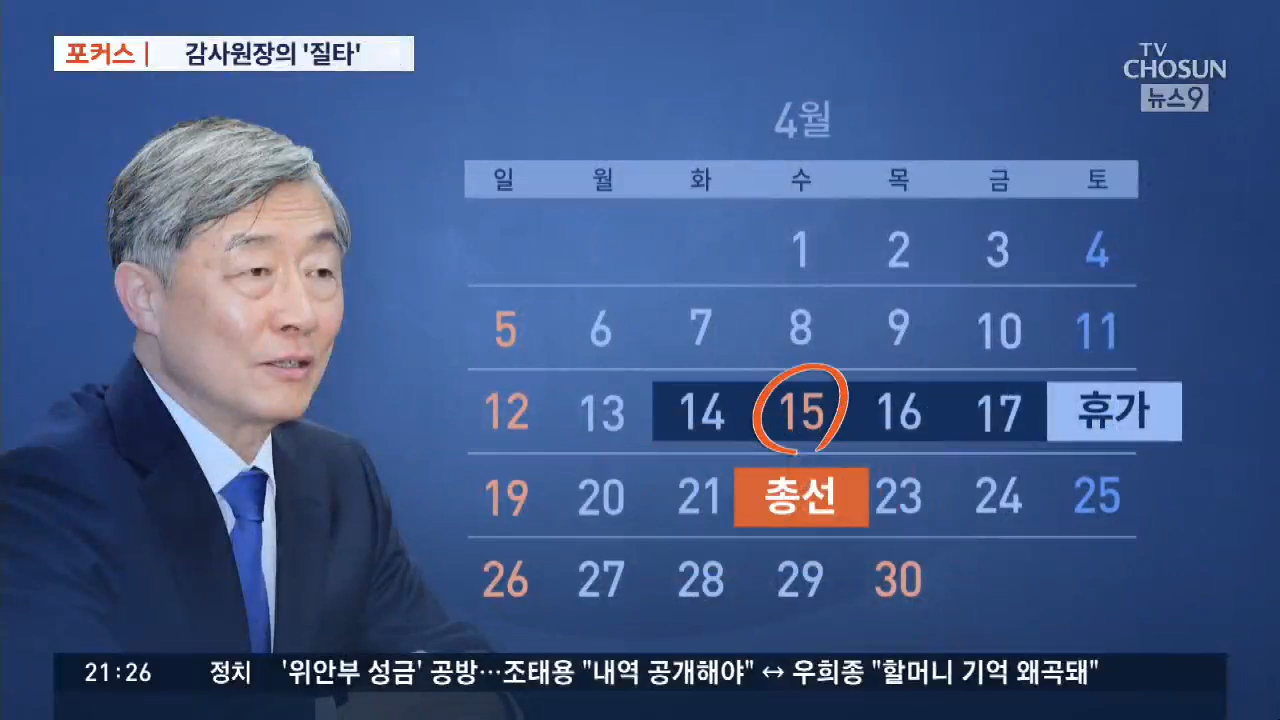 포커스| 감사원장의 '질타'
TV
CHOSUN
뉴스9
4월
일 월 화 수 목 금 토
1 2 3 4
5 6 7 8 9 10 11
12 13 14 15 16 17 휴가
19 20 21 총선 23 24 25
26 27 28 29 30
21:26 정치 '위안부 성금' 공방…조태용 "내역 공개해야" ↔ 우희종 "할머니 기억 왜곡돼"